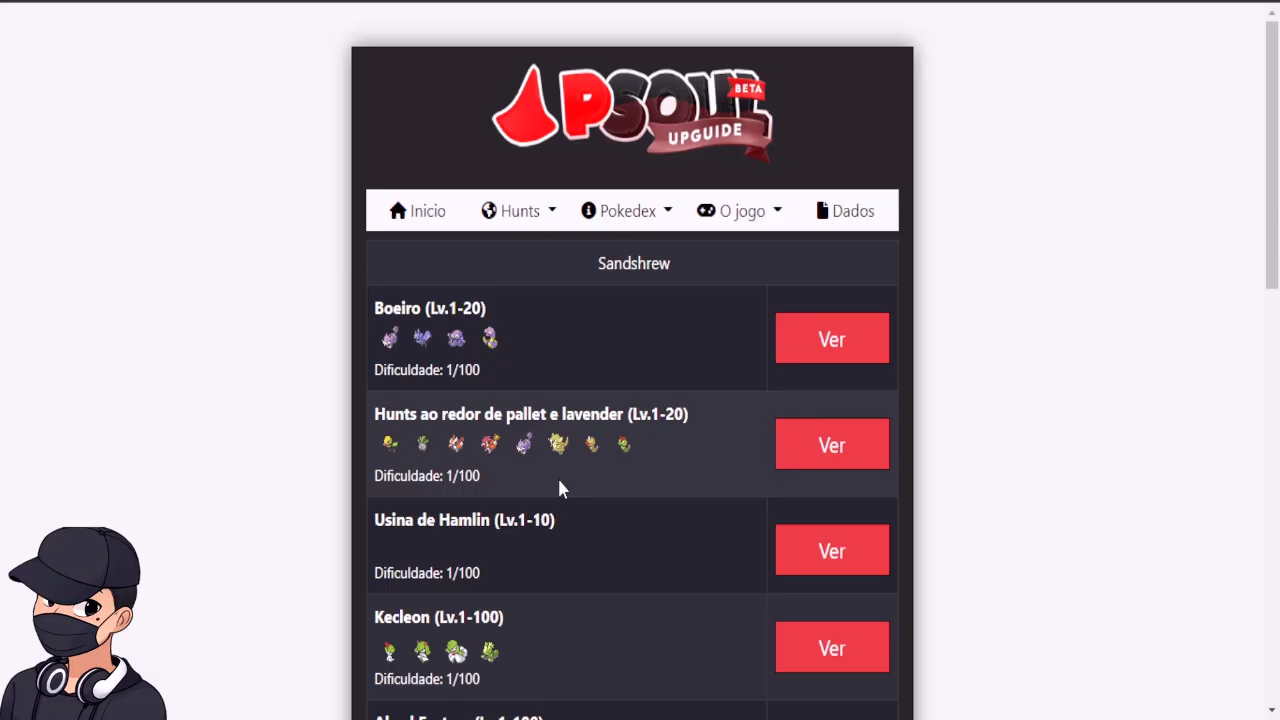 PSOUL
BETA
UPGUIDE
Inicio Hunts Pokedex O jogo Dados
Sandshrew
Boeiro (Lv.1-20)
Dificuldade: 1/100
Ver
Hunts ao redor de pallet e lavender (Lv.1-20)
Dificuldade: 1/100
Ver
Usina de Hamlin (Lv.1-10)
Dificuldade: 1/100
Ver
Kecleon (Lv.1-100)
Dificuldade: 1/100
Ver